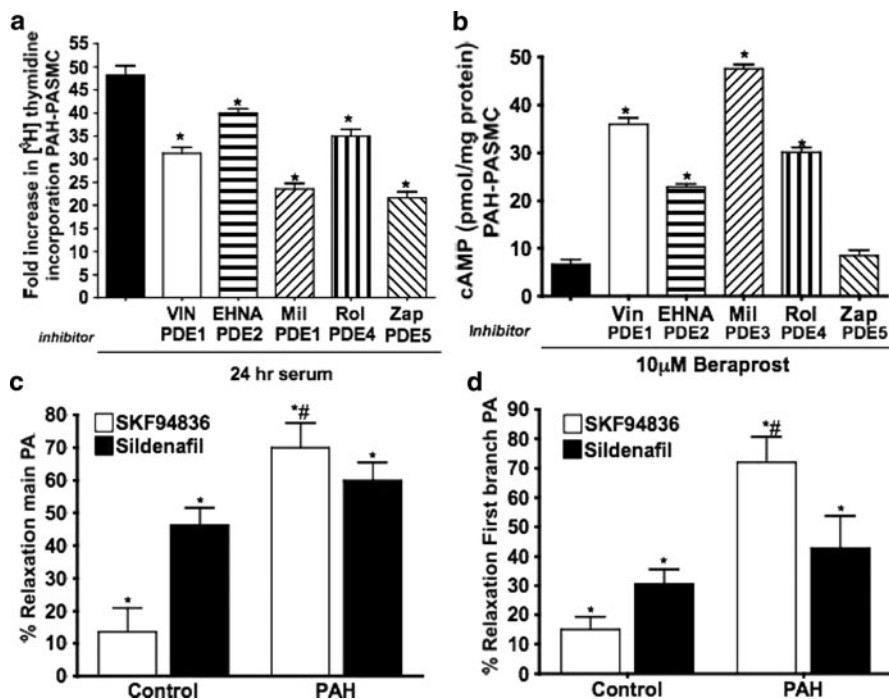 a
Fold increase in [³H] thymidine
incorporation PAH-PASMC
55
50
45
40
35
30
25
20
15
10
5
0
*
*
*
*
*
VIN EHNA Mil Rol Zap
inhibitor PDE1 PDE2 PDE1 PDE4 PDE5
24 hr serum
b
cAMP (pmol/mg protein)
PAH-PASMC
50
40
30
20
10
0
*
*
*
*
Vin EHNA Mil Rol Zap
Inhibitor PDE1 PDE2 PDE3 PDE4 PDE5
10µM Beraprost
c
% Relaxation main PA
80
70
60
50
40
30
20
10
0
SKF94836
Sildenafil
*
*
*#
*
Control PAH
d
% Relaxation First branch PA
90
80
70
60
50
40
30
20
10
0
SKF94836
Sildenafil
*
*
*#
*
Control PAH